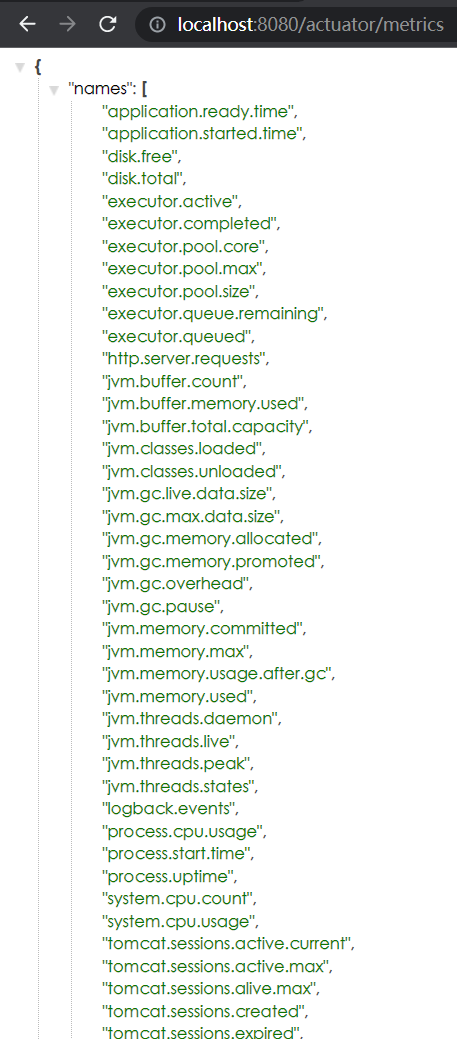 localhost:8080/actuator/metrics
{
"names": [
"application.ready.time",
"application.started.time",
"disk.free",
"disk.total",
"executor.active",
"executor.completed",
"executor.pool.core",
"executor.pool.max",
"executor.pool.size",
"executor.queue.remaining",
"executor.queued",
"http.server.requests",
"jvm.buffer.count",
"jvm.buffer.memory.used",
"jvm.buffer.total.capacity",
"jvm.classes.loaded",
"jvm.classes.unloaded",
"jvm.gc.live.data.size",
"jvm.gc.max.data.size",
"jvm.gc.memory.allocated",
"jvm.gc.memory.promoted",
"jvm.gc.overhead",
"jvm.gc.pause",
"jvm.memory.committed",
"jvm.memory.max",
"jvm.memory.usage.after.gc",
"jvm.memory.used",
"jvm.threads.daemon",
"jvm.threads.live",
"jvm.threads.peak",
"jvm.threads.states",
"logback.events",
"process.cpu.usage",
"process.start.time",
"process.uptime",
"system.cpu.count",
"system.cpu.usage",
"tomcat.sessions.active.current",
"tomcat.sessions.active.max",
"tomcat.sessions.alive.max",
"tomcat.sessions.created",
"tomcat.sessions.expired",